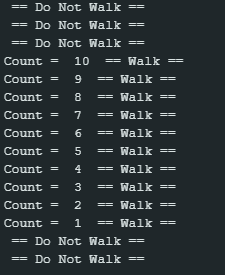 == Do Not Walk ==
== Do Not Walk ==
== Do Not Walk ==
Count =  10  == Walk ==
Count =  9  == Walk ==
Count =  8  == Walk ==
Count =  7  == Walk ==
Count =  6  == Walk ==
Count =  5  == Walk ==
Count =  4  == Walk ==
Count =  3  == Walk ==
Count =  2  == Walk ==
Count =  1  == Walk ==
== Do Not Walk ==
== Do Not Walk ==